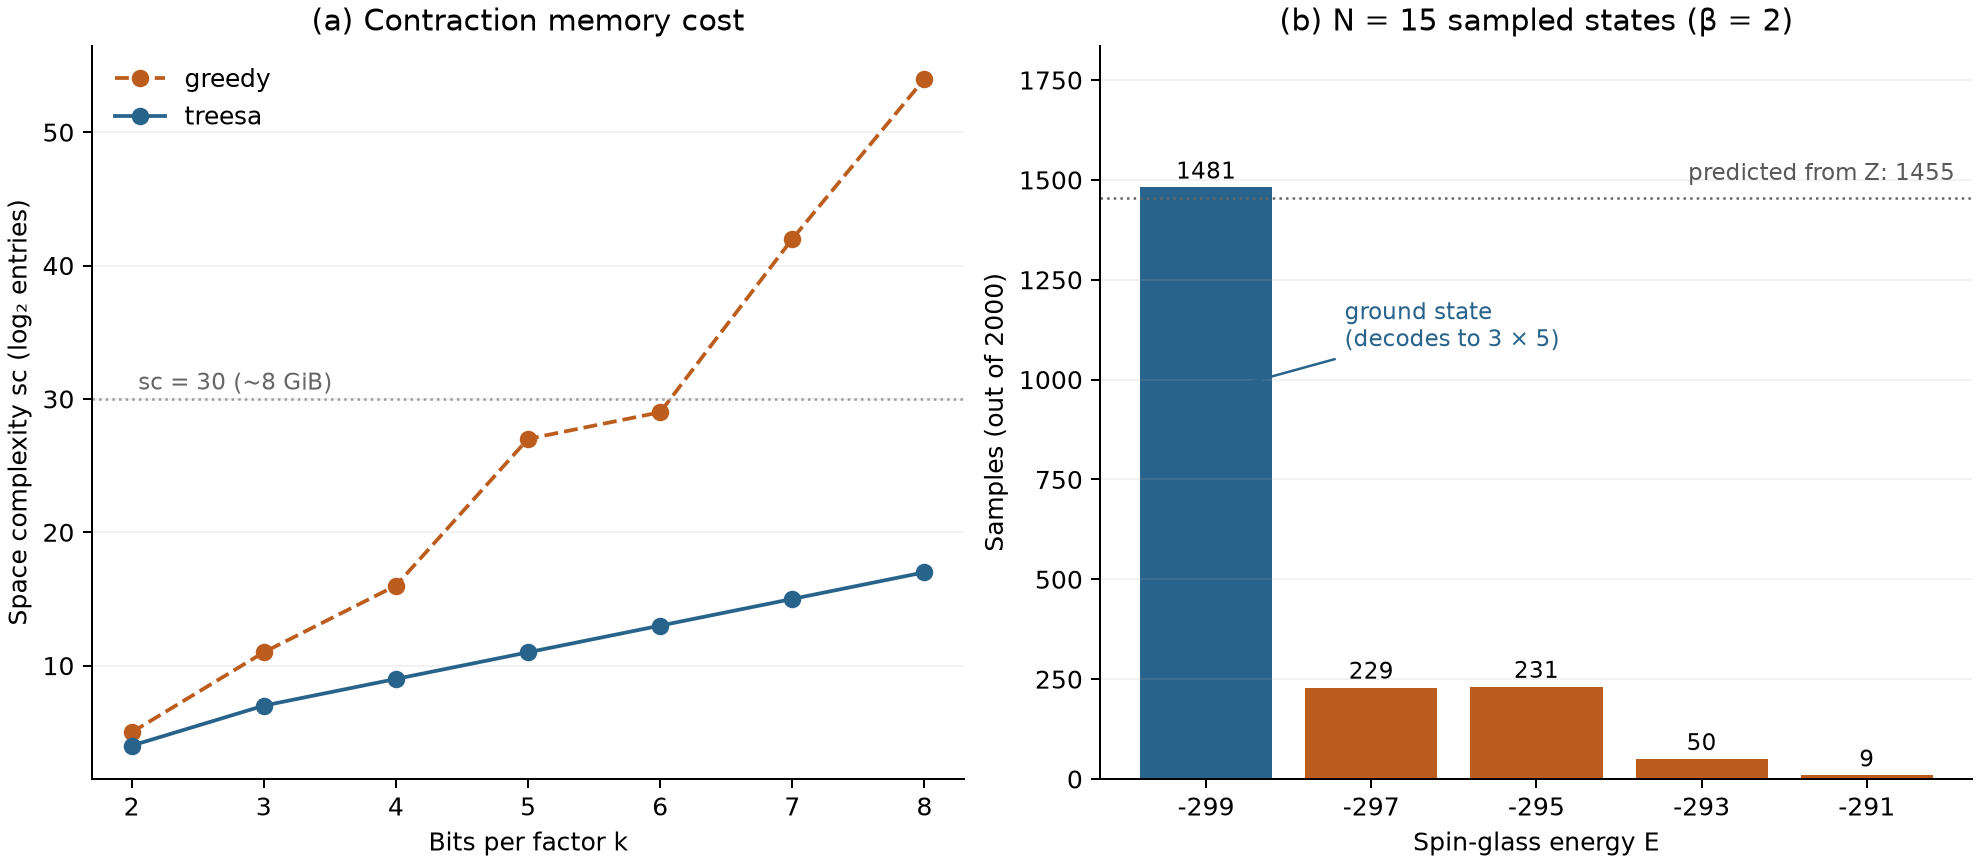 (a) Contraction memory cost
greedy
treesa
sc = 30 (~8 GiB)
Space complexity sc (log₂ entries)
50
40
30
20
10
2 3 4 5 6 7 8
Bits per factor k
(b) N = 15 sampled states (β = 2)
1481
predicted from Z: 1455
ground state
(decodes to 3 × 5)
229
231
50
9
Samples (out of 2000)
1750
1500
1250
1000
750
500
250
0
-299 -297 -295 -293 -291
Spin-glass energy E